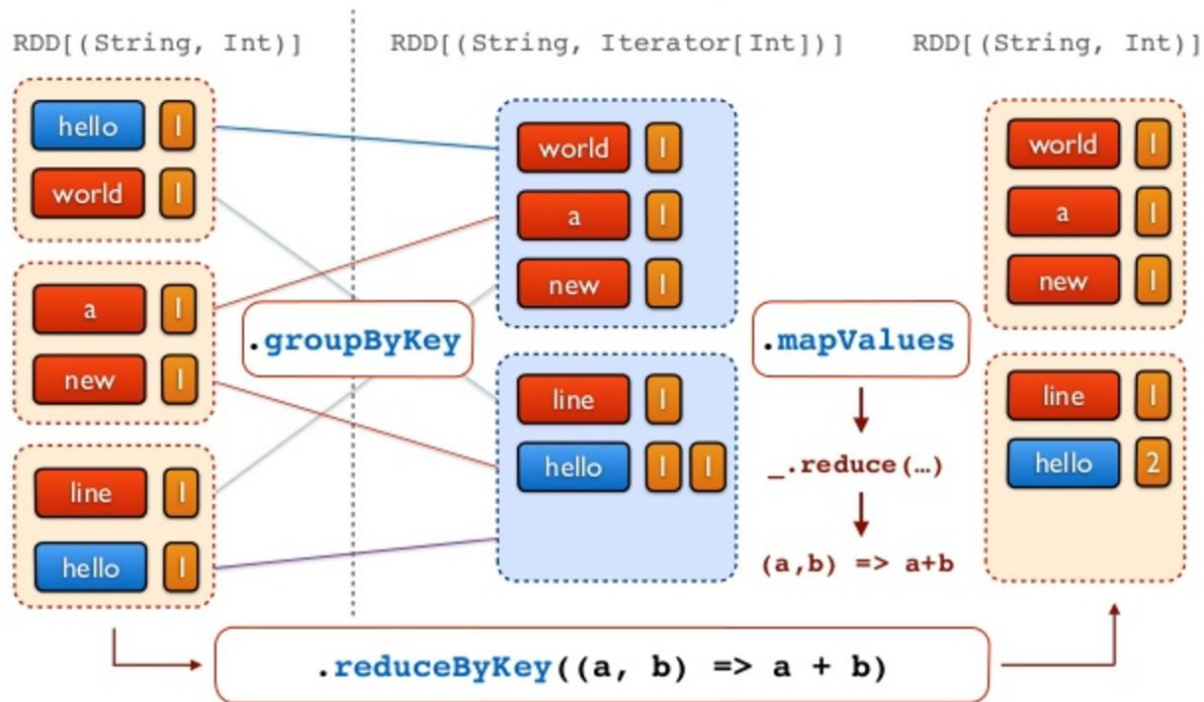 RDD[(String, Int)]
RDD[(String, Iterator[Int])]
RDD[(String, Int)]
hello 1
world 1
a 1
new 1
line 1
hello 1
.groupByKey
world 1
a 1
new 1
line 1
hello 1 1
.mapValues
_.reduce(…)
(a,b) => a+b
world 1
a 1
new 1
line 1
hello 2
.reduceByKey((a, b) => a + b)